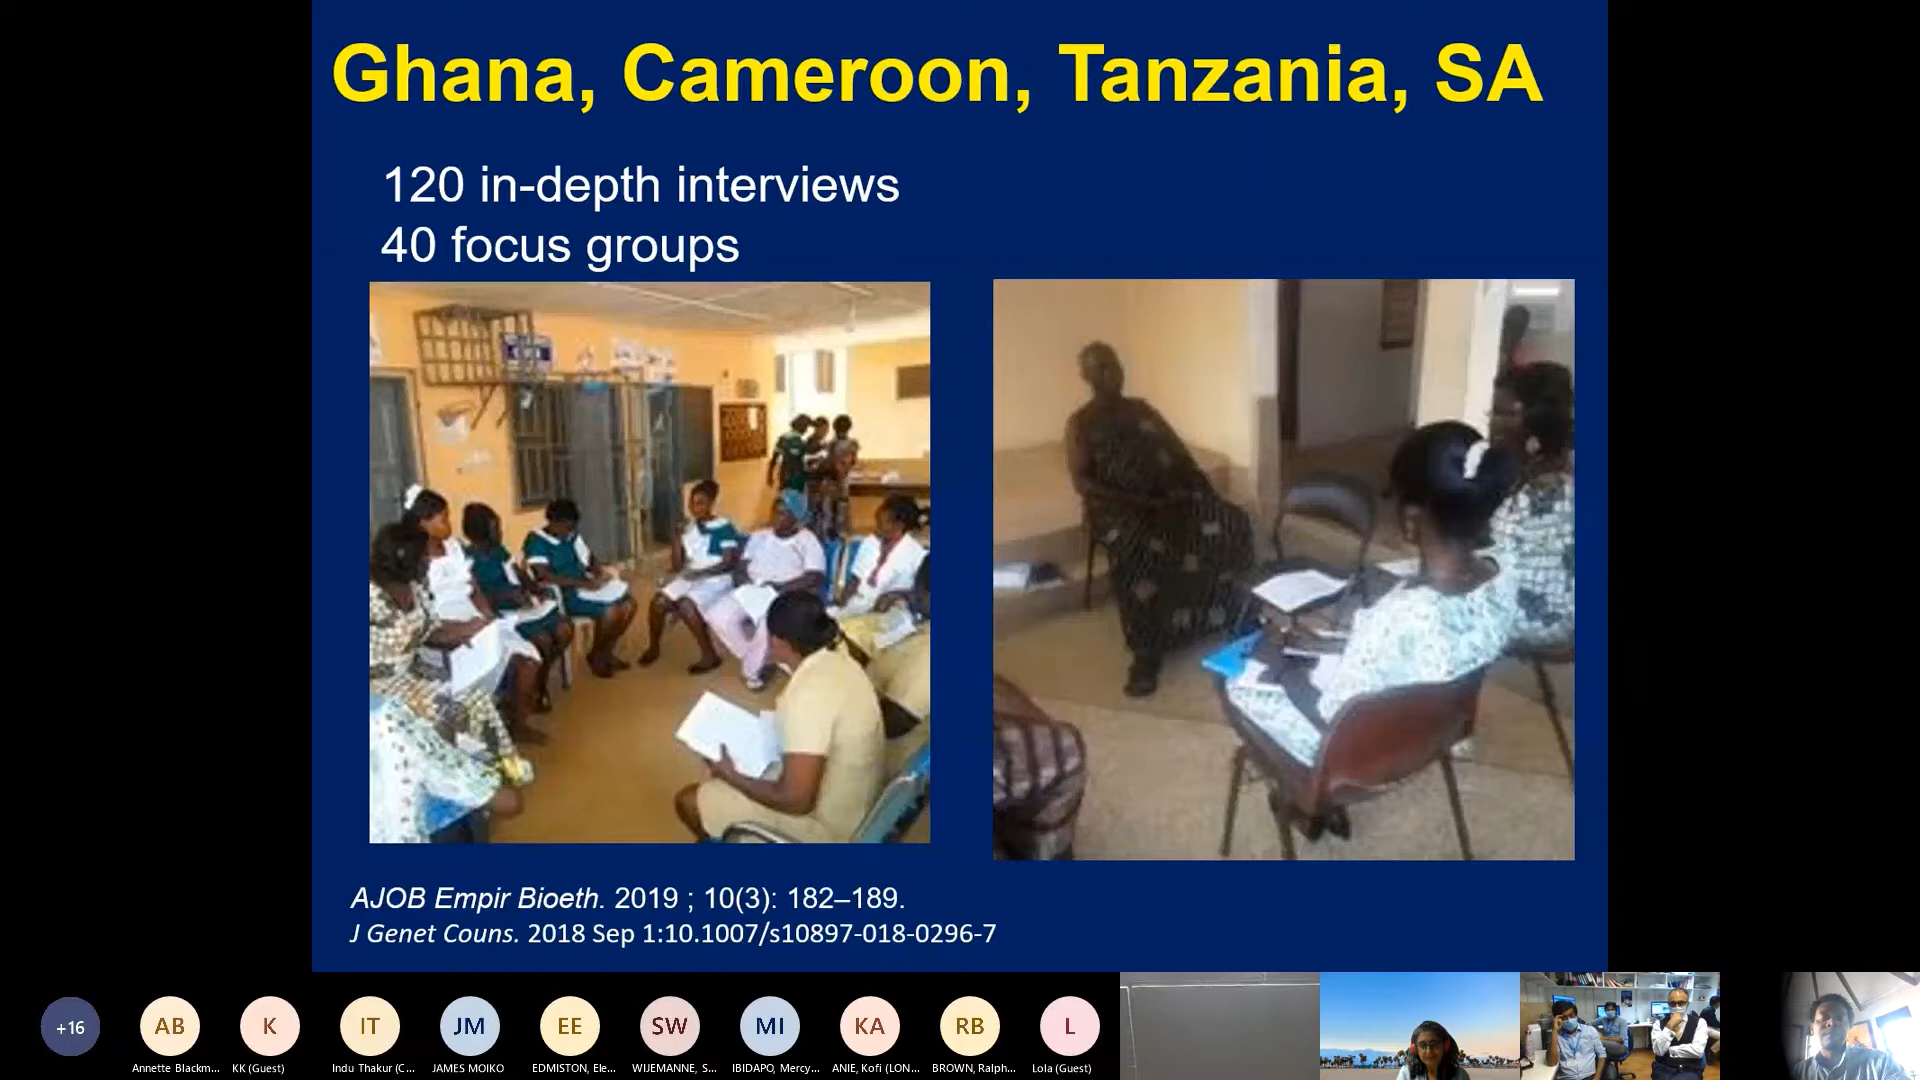 Ghana, Cameroon, Tanzania, SA
120 in-depth interviews
40 focus groups
AJOB Empir Bioeth. 2019 ; 10(3): 182–189.
J Genet Couns. 2018 Sep 1:10.1007/s10897-018-0296-7
+16
AB
K
IT
JM
EE
SW
MI
KA
RB
L
Annette Blackm...
KK (Guest)
Indu Thakur (C...
JAMES MOIKO
EDMISTON, Ele...
WIJEMANNE, S...
IBIDAPO, Mercy...
ANIE, Kofi (LON...
BROWN, Ralph...
Lola (Guest)